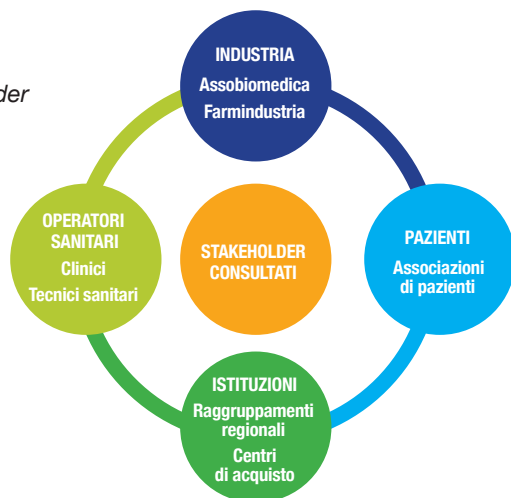 der
INDUSTRIA
Assobiomedica
Farmindustria
OPERATORI
SANITARI
Clinici
Tecnici sanitari
STAKEHOLDER
CONSULTATI
PAZIENTI
Associazioni
di pazienti
ISTITUZIONI
Raggruppamenti
regionali
Centri
di acquisto